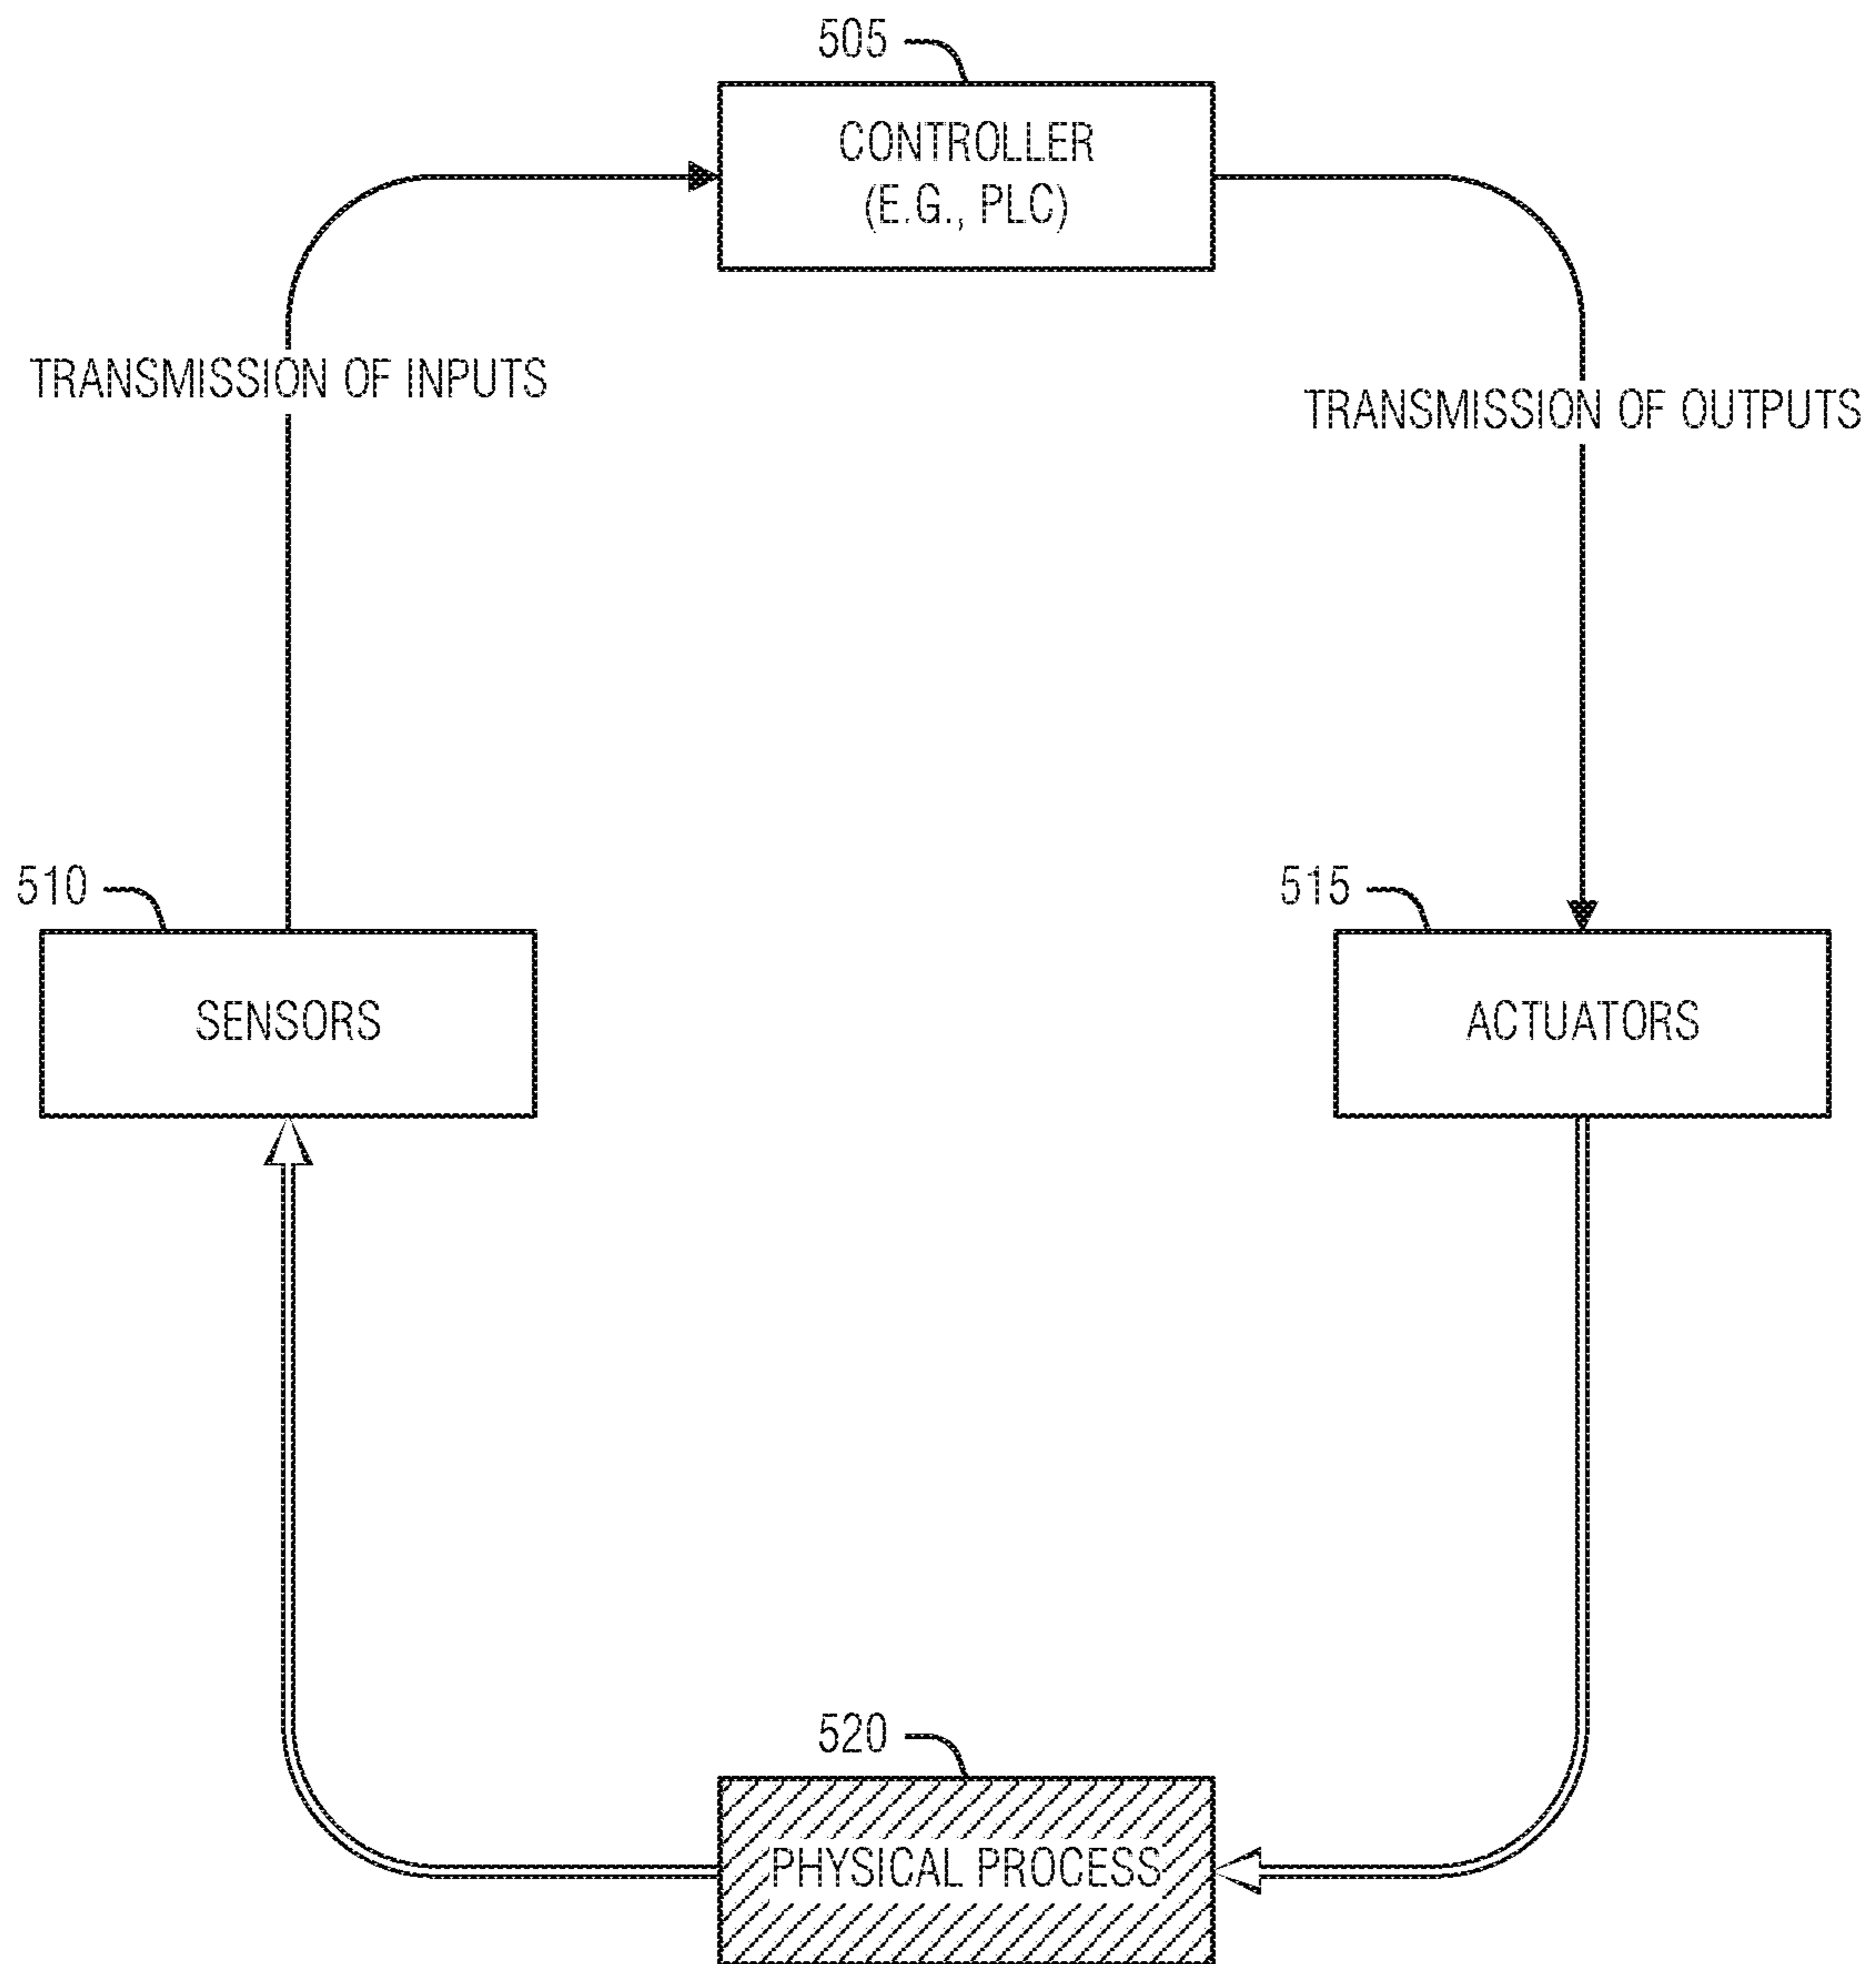 505
CONTROLLER
(E.G., PLC)
TRANSMISSION OF INPUTS
TRANSMISSION OF OUTPUTS
510
515
SENSORS
ACTUATORS
520
PHYSICAL PROCESS